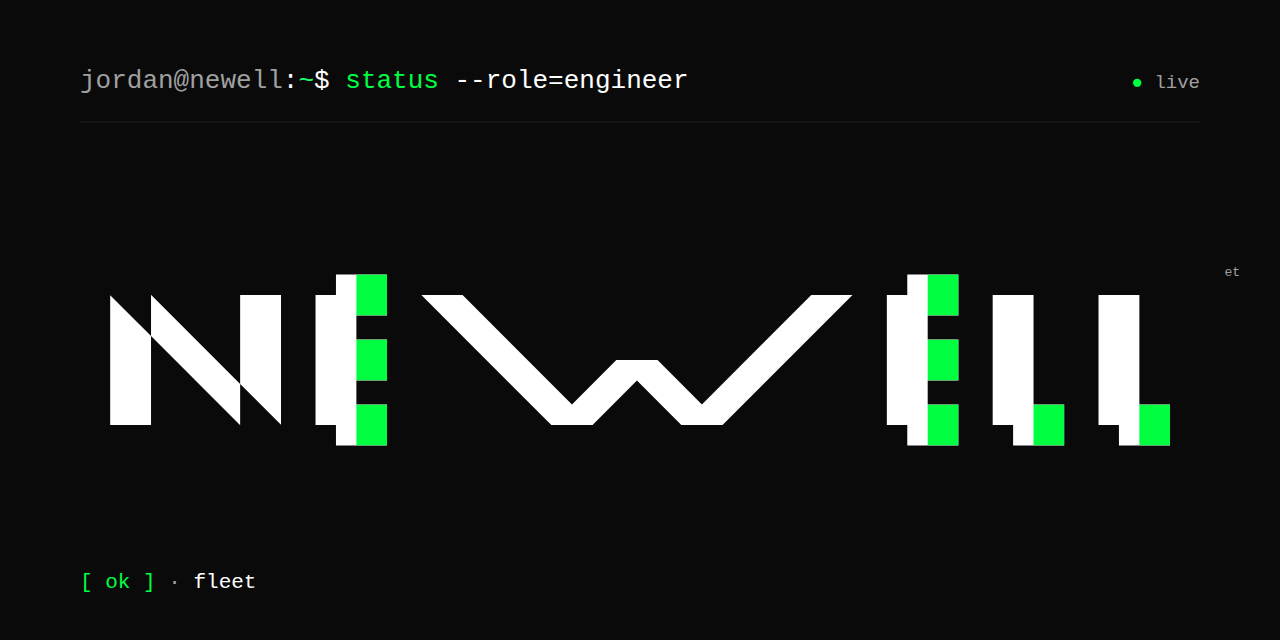 jordan@newell:~$ status --role=engineer
live
et
NEWELL
[ ok ] · fleet